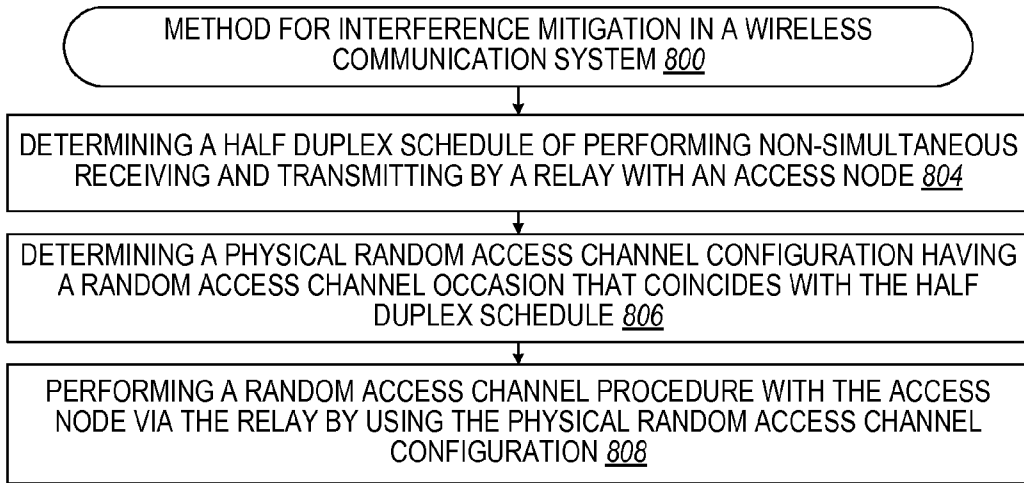 METHOD FOR INTERFERENCE MITIGATION IN A WIRELESS
COMMUNICATION SYSTEM 800
DETERMINING A HALF DUPLEX SCHEDULE OF PERFORMING NON-SIMULTANEOUS
RECEIVING AND TRANSMITTING BY A RELAY WITH AN ACCESS NODE 804
DETERMINING A PHYSICAL RANDOM ACCESS CHANNEL CONFIGURATION HAVING
A RANDOM ACCESS CHANNEL OCCASION THAT COINCIDES WITH THE HALF
DUPLEX SCHEDULE 806
PERFORMING A RANDOM ACCESS CHANNEL PROCEDURE WITH THE ACCESS
NODE VIA THE RELAY BY USING THE PHYSICAL RANDOM ACCESS CHANNEL
CONFIGURATION 808